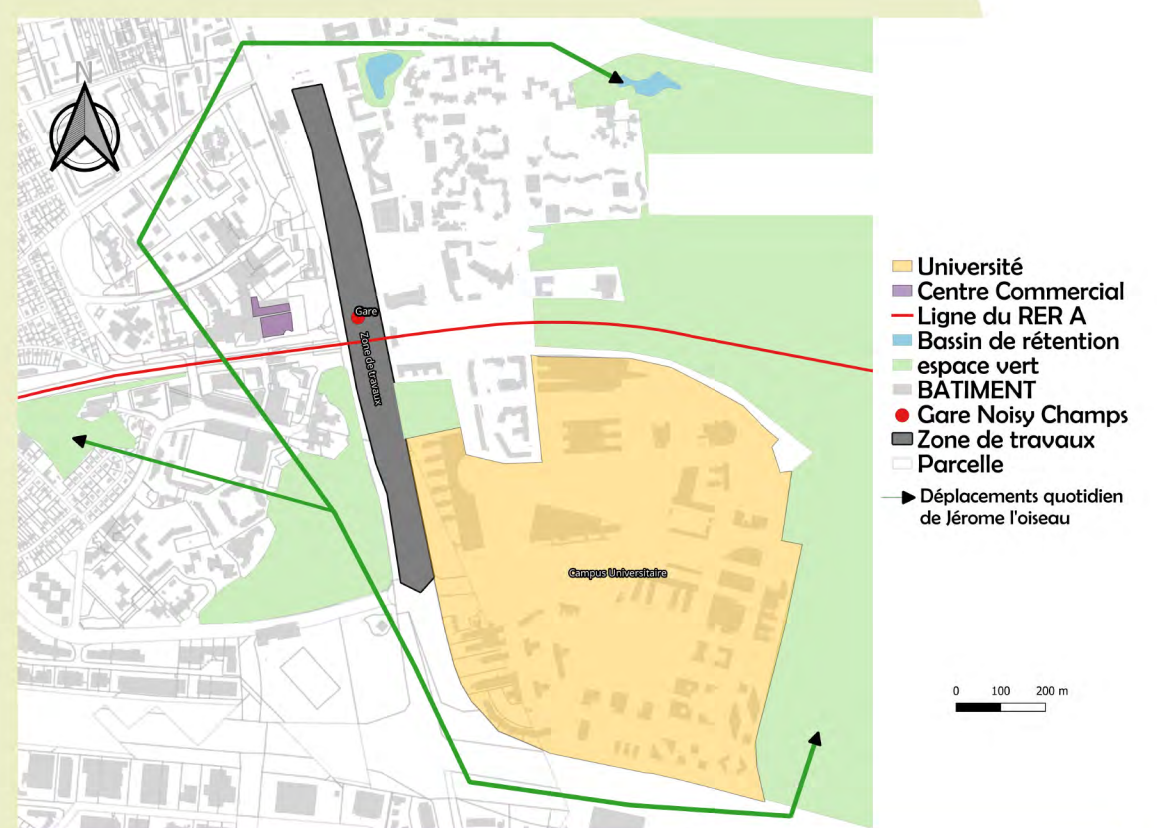 N
Gare
Zone de travaux
Campus Universitaire
Université
Centre Commercial
Ligne du RER A
Bassin de rétention
espace vert
BATIMENT
Gare Noisy Champs
Zone de travaux
Parcelle
Déplacements quotidien
de Jérome l'oiseau
0 100 200 m